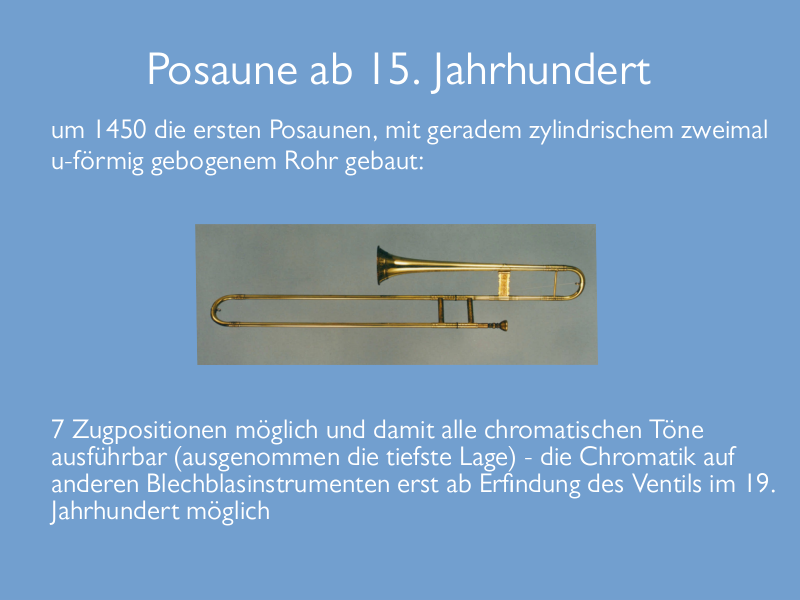 Posaune ab 15. Jahrhundert
um 1450 die ersten Posaunen, mit geradem zylindrischem zweimal
u-förmig gebogenem Rohr gebaut:
7 Zugpositionen möglich und damit alle chromatischen Töne
ausführbar (ausgenommen die tiefste Lage) - die Chromatik auf
anderen Blechblasinstrumenten erst ab Erfindung des Ventils im 19.
Jahrhundert möglich